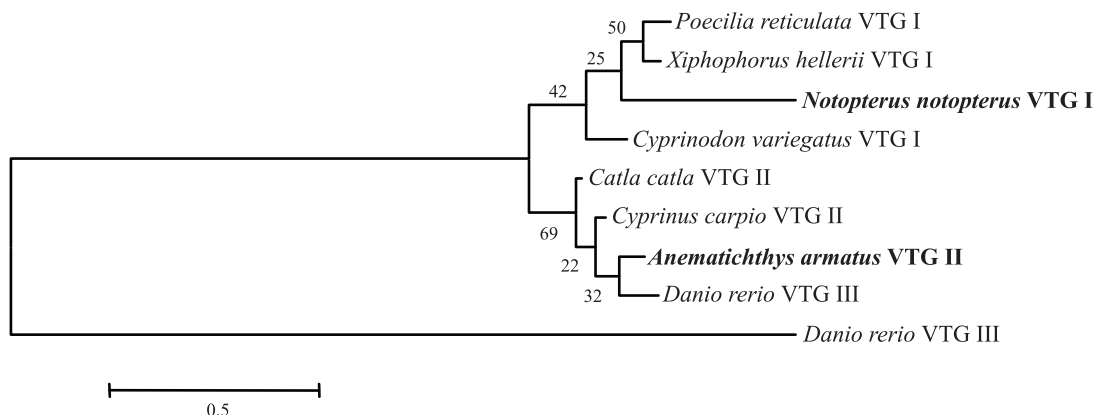 50
Poecilia reticulata VTG I
25
Xiphophorus hellerii VTG I
42
Notopterus notopterus VTG I
Cyprinodon variegatus VTG I
Catla catla VTG II
Cyprinus carpio VTG II
69
Anematichthys armatus VTG II
22
32
Danio rerio VTG III
Danio rerio VTG III
0.5